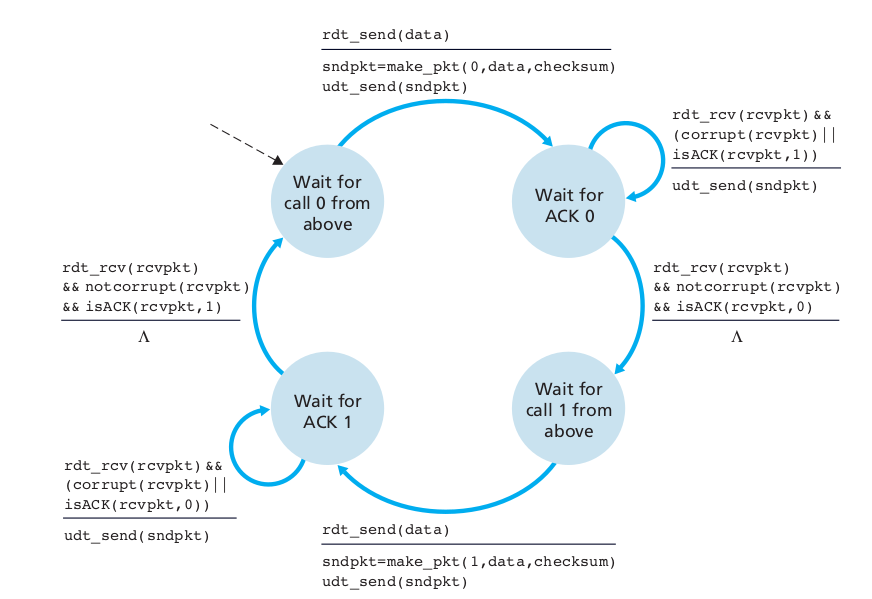 rdt_send(data)
sndpkt=make_pkt(0,data,checksum)
udt_send(sndpkt)
rdt_rcv(rcvpkt) &&
(corrupt(rcvpkt)||
isACK(rcvpkt,1))
udt_send(sndpkt)
Wait for
call 0 from
above
Wait for
ACK 0
rdt_rcv(rcvpkt)
&& notcorrupt(rcvpkt)
&& isACK(rcvpkt,1)
Λ
rdt_rcv(rcvpkt)
&& notcorrupt(rcvpkt)
&& isACK(rcvpkt,0)
Λ
Wait for
ACK 1
Wait for
call 1 from
above
rdt_rcv(rcvpkt) &&
(corrupt(rcvpkt)||
isACK(rcvpkt,0))
udt_send(sndpkt)
rdt_send(data)
sndpkt=make_pkt(1,data,checksum)
udt_send(sndpkt)